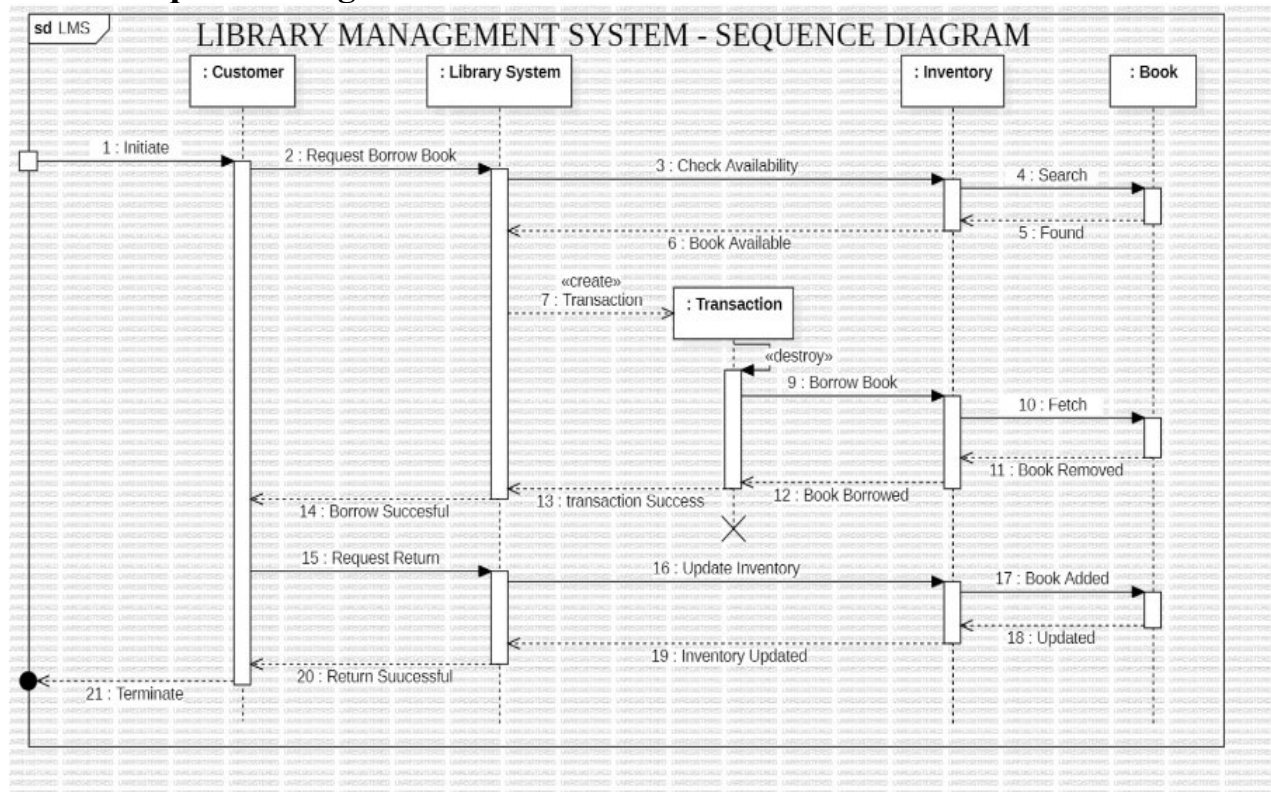 sd LMS
LIBRARY MANAGEMENT SYSTEM - SEQUENCE DIAGRAM
: Customer
: Library System
: Inventory
: Book
1 : Initiate
2 : Request Borrow Book
3 : Check Availability
4 : Search
5 : Found
6 : Book Available
«create»
7 : Transaction
: Transaction
«destroy»
9 : Borrow Book
10 : Fetch
11 : Book Removed
12 : Book Borrowed
13 : transaction Success
14 : Borrow Succesful
15 : Request Return
16 : Update Inventory
17 : Book Added
18 : Updated
19 : Inventory Updated
20 : Return Suucessful
21 : Terminate